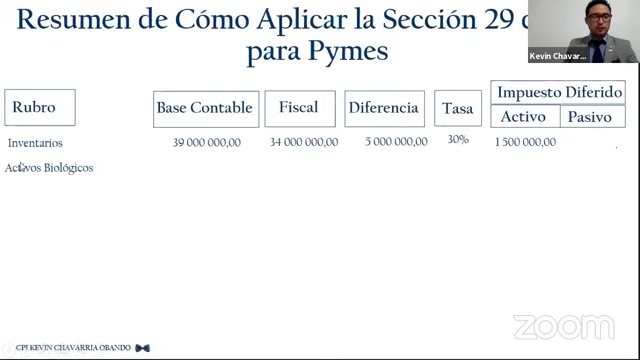 Resumen de Cómo Aplicar la Sección 29 d
para Pymes
Kevin Chavarr...
Rubro
Base Contable
Fiscal
Diferencia
Tasa
Impuesto Diferido
Activo
Pasivo
Inventarios
39 000 000,00
34 000 000,00
5 000 000,00
30%
1 500 000,00
Activos Biológicos
zoom
CPI KEVIN CHAVARRIA OBANDO